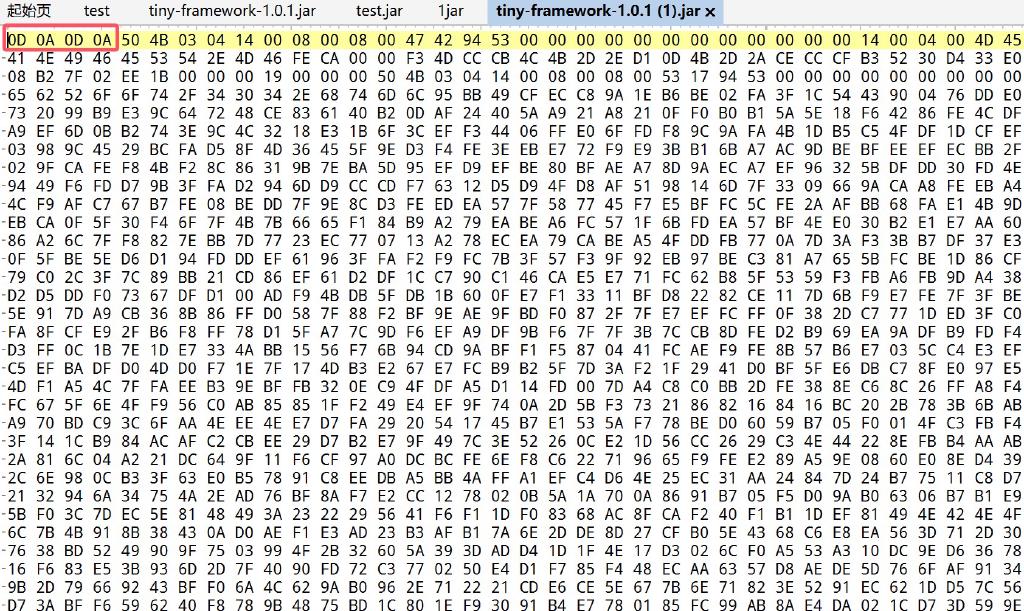 起始页 test tiny-framework-1.0.1.jar test.jar 1jar tiny-framework-1.0.1 (1).jar ×
0D 0A 0D 0A 50 4B 03 04 14 00 08 00 08 00 47 42 94 53 00 00 00 00 00 00 00 00 00 00 00 00 14 00 04 00 4D 45
41 4E 49 46 45 53 54 2E 4D 46 FE CA 00 00 F3 4D CC CB 4C 4B 2D 2E D1 0D 4B 2D 2A CE CC CF B3 52 30 D4 33 E0
08 B2 7F 02 EE 1B 00 00 00 19 00 00 00 50 4B 03 04 14 00 08 00 08 00 53 17 94 53 00 00 00 00 00 00 00 00 00
65 62 52 6F 6F 74 2F 34 30 34 2E 68 74 6D 6C 95 BB 49 CF EC C8 9A 1E B6 BE 02 FA 3F 1C 54 43 90 04 76 DD E0
73 20 99 B9 E3 9C 64 72 48 CE 83 61 40 B2 0D AF 24 40 5A A9 21 A8 21 0F F0 B0 B1 5A 5E 18 F6 42 86 FE 4C DF
A9 EF 6D 0B B2 74 3E 9C 4C 32 18 E3 1B 6F 3C EF F3 44 06 FF E6 6F FD F8 9C 9A FA 4B 1D B5 C5 4F DF 1D CF EF
03 98 9C 45 29 BC FA D5 8F 4D 36 45 5F 9E D3 F4 FE 3E EB E7 72 F9 E9 3B B1 6B A7 AC 9D BE BF EE EF EC BB 2F
02 9F CA FE F8 4B F2 8C 86 31 9B 7E BA 5D 95 EF D9 EF BE 80 BF AE A7 8D 9A EC A7 EF 96 32 5B DF DD 30 FD 4E
94 49 F6 FD D7 9B 3F FA D2 94 6D D9 CC CD F7 63 12 D5 D9 4F D8 AF 51 98 14 6D 7F 33 09 66 9A CA A8 FE EB A4
4C F9 AF C7 67 B7 FE 08 BE DD 7F 9E 8C D3 FE ED EA 57 7F 58 77 45 F7 E5 BF FC 5C FE 2A AF BB 68 FA E1 4B 9D
EB CA 0F 5F 30 F4 6F 7F 4B 7B 66 65 F1 84 B9 A2 79 EA BE A6 FC 57 1F 6B FD EA 57 BF 4E E0 30 B2 E1 E7 AA 60
86 A2 6C 7F F8 82 7E BB 7D 77 23 EC 77 07 13 A2 78 EC EA 79 CA BE A5 4F DD FB 77 0A 7D 3A F3 3B B7 DF 37 E3
0F 5F BE 5E D6 D1 94 FD DD EF 61 96 3F FA F2 F9 FC 7B 3F 57 F3 9F 92 EB 97 BE C3 81 A7 65 5B FC BE 1D 86 CF
79 C0 2C 3F 7C 89 BB 21 CD 86 EF 61 D2 DF 1C C7 90 C1 46 CA E5 E7 71 FC 62 B8 5F 53 59 F3 FB A6 FB 9D A4 38
D2 D5 DD F0 73 67 DF D1 00 AD F9 4B DB 5F DB 1B 60 0F E7 F1 33 11 BF D8 22 82 CE 11 7D 6B F9 E7 FE 7F 3F BE
5E 91 7D A9 CB 36 8B 86 FF D0 58 7F 88 7F E2 BF 9E AE 9F BD F0 87 2F 7F E7 EF FC FF 0F 38 2D C7 77 1D ED 3F C0
FA 8F CF E9 2F B6 F8 FF 78 D1 5F A7 7C 9D F6 EF A9 DF 9B F6 7F 7F 3B 7C CB 8D FE D2 B9 69 EA 9A DF B9 FD F4
D3 FF 0C 1B 7E 1D E7 33 4A BB 15 56 F7 6B 94 CD 9A BF F1 F5 87 04 41 FC AE F9 FE 8B 57 B6 E7 03 5C C4 E3 EF
C5 EF BA DF D0 4D D0 F7 1E 7F 17 4D B3 E2 67 E7 FC B9 B2 5F 7D 3A F2 1F 29 41 D0 BF 5F E6 DB C7 8F E0 97 E5
4D F1 A5 4C 7F FA EE B3 9E BF FB 32 0E C9 4F DF A5 D1 14 FD 00 7D A4 C8 C0 BB 2D FE 38 8E C6 8C 26 FF A8 F4
FC 67 5F 6E 4F F9 56 C0 AB 85 85 1F F2 49 E4 EF 9F 74 0A 2D 5B F3 73 21 86 82 16 84 16 BC 20 2B 78 3B 6B AB
A9 70 BD C9 3C 6F AA 4E EE 4E E7 D7 FA 29 20 54 17 45 B7 E1 53 5A F7 78 BE D0 60 59 B7 05 F0 01 4F C3 FB F4
3F 14 1C B9 84 AC AF C2 CB EE 29 D7 B2 E7 9F 49 7C 3E 52 26 0C E2 1D 56 CC 26 29 C3 4E 44 22 8E FB B4 AA AB
2A 81 6C 04 A2 21 DC 64 9F 11 F6 CF 97 A0 DC BC FE 6E F8 C6 22 71 96 65 F9 FE E2 89 A5 9E 08 60 E0 8E D4 39
2C 6E 98 0C B3 3F 63 E0 B5 78 91 C8 EE DB A5 BB 4A FF A1 EF C4 D6 4E 25 EC 31 AA 24 84 7D 24 B7 75 11 C8 D7
21 32 94 6A 34 75 4A 2E AD 76 BF 8A F7 E2 CC 12 78 02 0B 5A 1A 70 0A 86 91 B7 05 F5 D0 9A B0 63 06 B7 B1 E9
5B F0 3C 7D EC 5E 81 48 49 3A 23 22 29 56 41 F6 F1 1D F0 83 68 AC 8F CA F2 40 F1 B1 1D EF 81 49 4E 42 4E 4F
6C 7B 4B 91 8B 38 43 0A D0 AE F1 E3 AD 23 B3 AF B1 7A 6E 2D DE 8D 27 CF B0 5E 43 68 C6 E8 EA 56 3D 71 2D 30
76 38 BD 52 49 90 9F 75 03 99 4F 2B 32 60 5A 39 3D AD D4 1D 1F 4E 17 D3 02 6C F0 A5 53 A3 10 DC 9E D6 36 78
16 F6 83 E5 3B 93 6D 2D 7F 40 90 FD 72 C3 77 02 50 E4 D1 F7 85 F4 48 EC AA 63 57 D8 AE DE 5D 76 6F AF 91 34
9B 2D 79 66 92 43 BF F0 6A 4C 62 9A B0 96 2E 71 22 21 CD E6 CE 5E 67 7B 6E 71 82 3E 52 91 EC 62 1D D5 7C 56
D7 3A BF F6 59 62 40 F8 78 9B 48 75 BD 1C 80 1E F9 30 91 B4 E7 78 01 85 FC 99 AB 8A E4 DA 02 1C D7 3D 55 9E